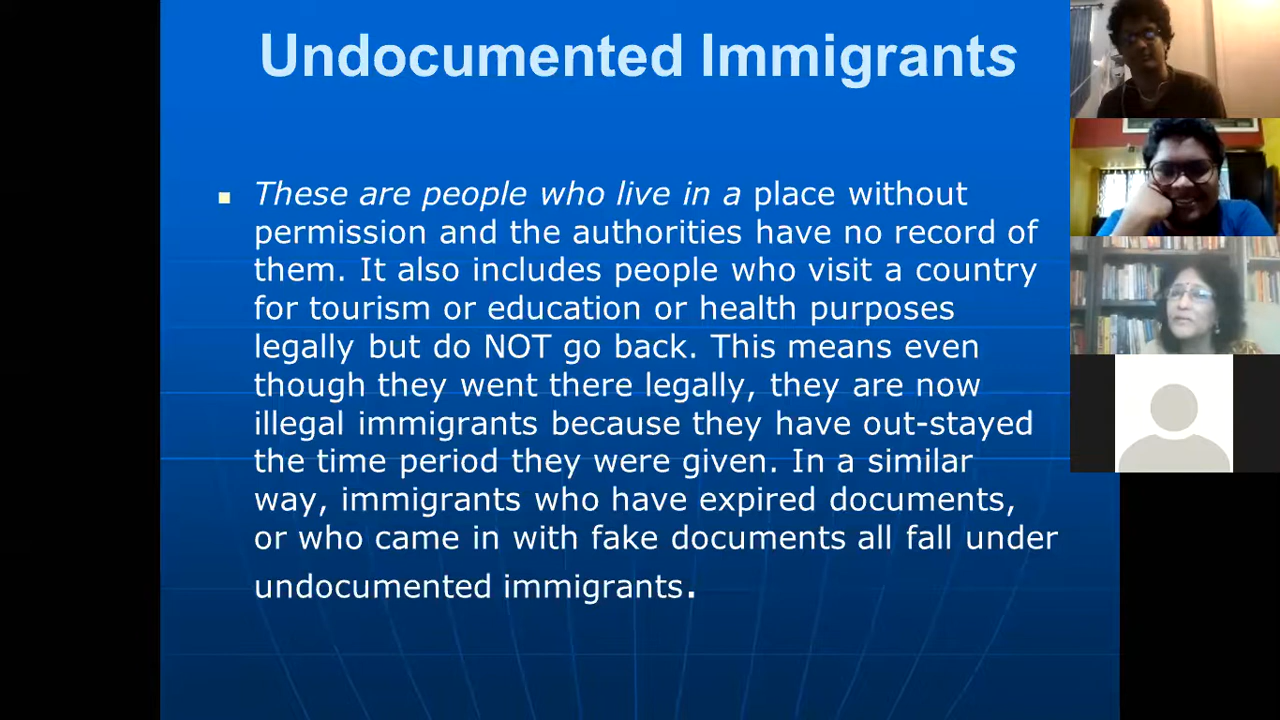 Undocumented Immigrants
These are people who live in a place without
permission and the authorities have no record of
them. It also includes people who visit a country
for tourism or education or health purposes
legally but do NOT go back. This means even
though they went there legally, they are now
illegal immigrants because they have out-stayed
the time period they were given. In a similar
way, immigrants who have expired documents,
or who came in with fake documents all fall under
undocumented immigrants.